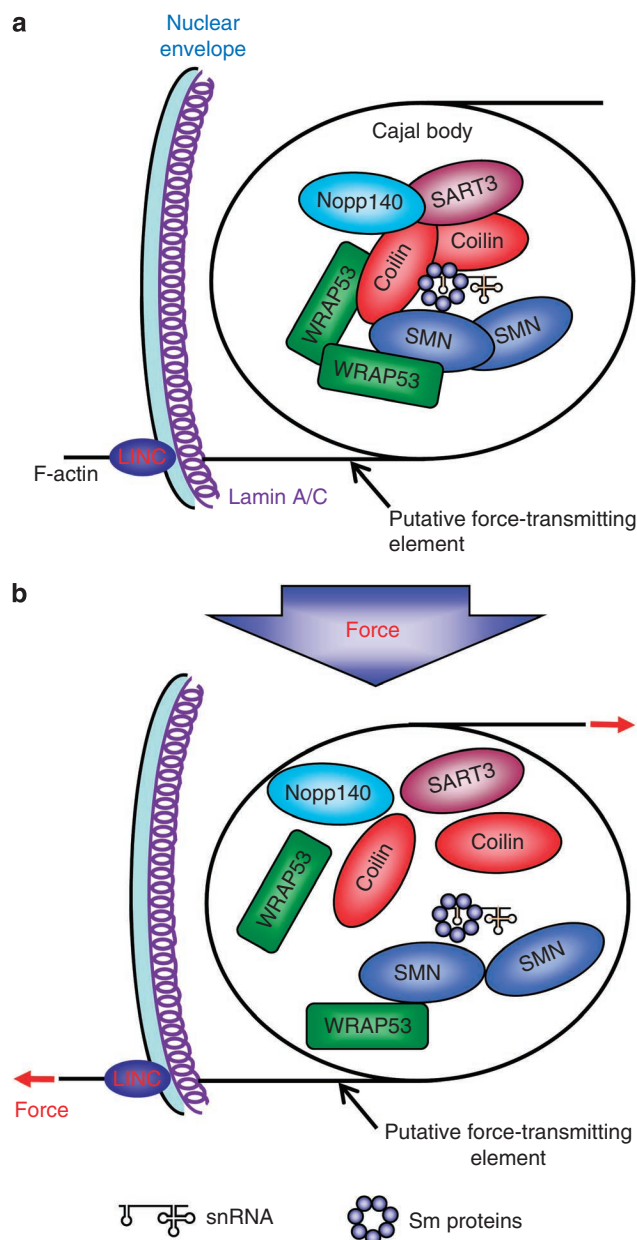 a
Nuclear
envelope
Cajal body
Nopp140
SART3
Coilin
Coilin
WRAP53
SMN
SMN
WRAP53
LINC
F-actin
Lamin A/C
Putative force-transmitting
element
b
Force
Nopp140
SART3
Coilin
Coilin
WRAP53
SMN
SMN
WRAP53
LINC
Force
Putative force-transmitting
element
snRNA
Sm proteins